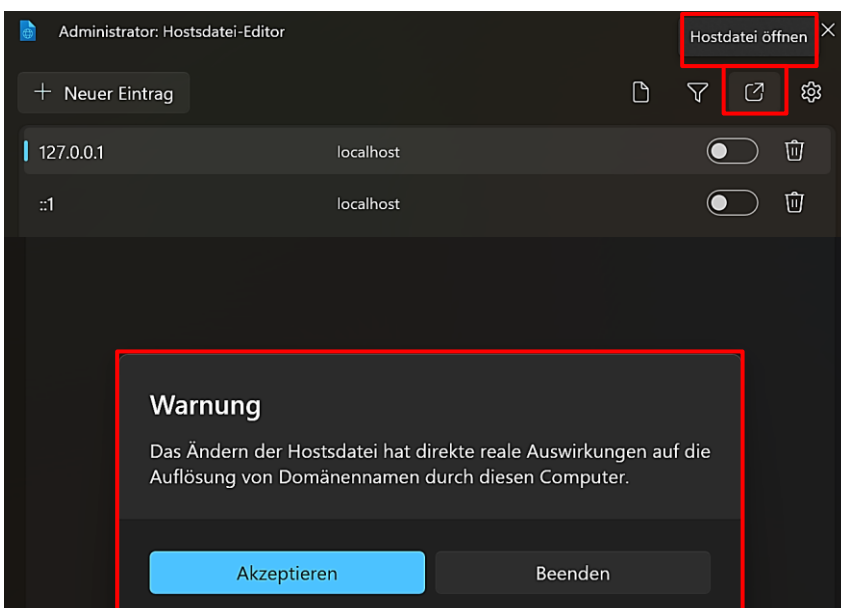 Administrator: Hostsdatei-Editor
Hostdatei öffnen
Neuer Eintrag
127.0.0.1 localhost
::1 localhost
Warnung
Das Ändern der Hostsdatei hat direkte reale Auswirkungen auf die
Auflösung von Domänennamen durch diesen Computer.
Akzeptieren Beenden